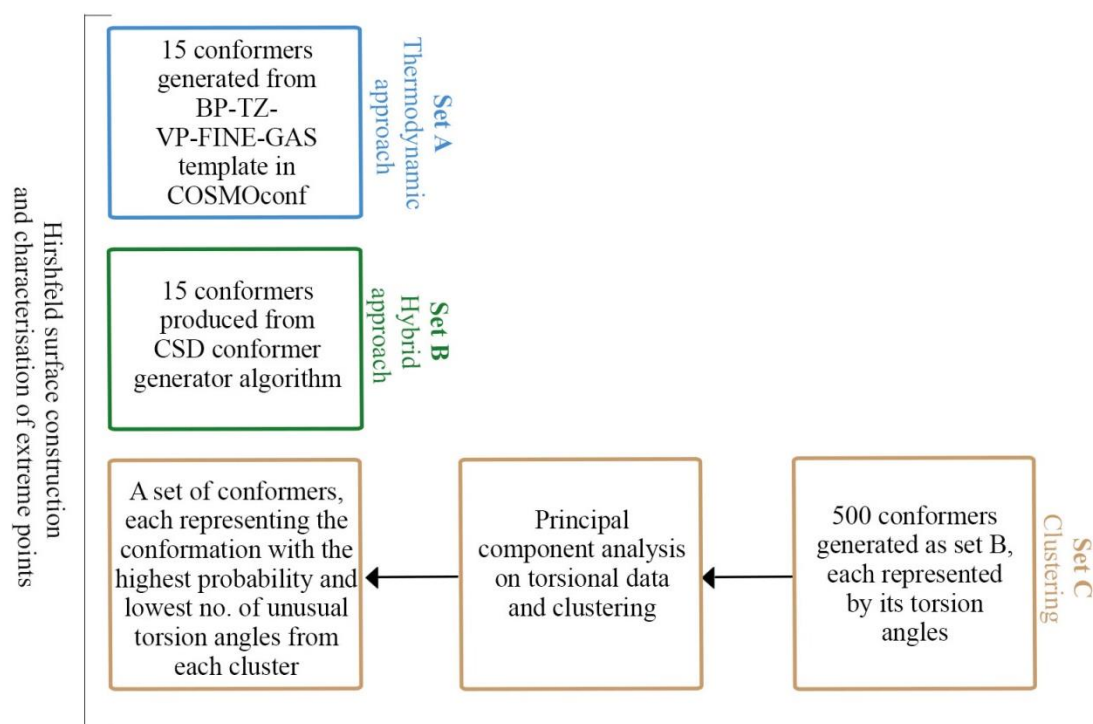 Hirshfeld surface construction
and characterisation of extreme points
15 conformers
generated from
BP-TZ-
VP-FINE-GAS
template in
COSMOconf
Set A
Thermodynamic
approach
15 conformers
produced from
CSD conformer
generator algorithm
Set B
Hybrid
approach
A set of conformers,
each representing the
conformation with the
highest probability and
lowest no. of unusual
torsion angles from
each cluster
Principal
component analysis
on torsional data
and clustering
500 conformers
generated as set B,
each represented
by its torsion
angles
Set C
Clustering